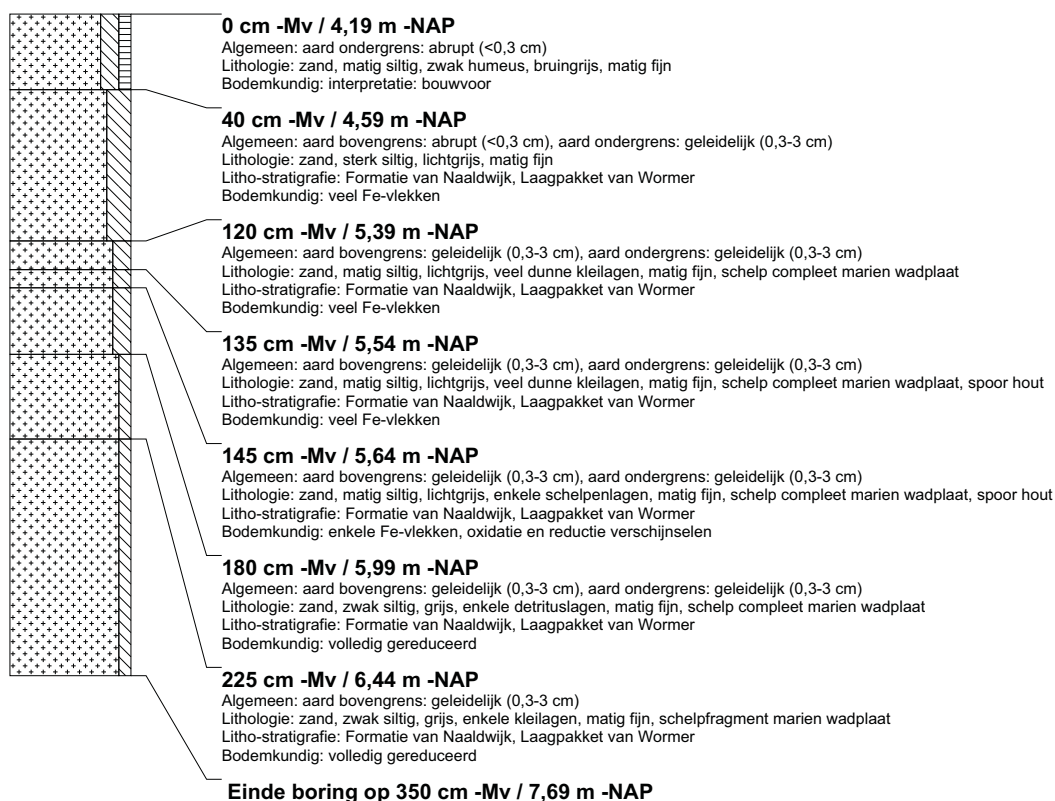 0 cm -Mv / 4,19 m -NAP
Algemeen: aard ondergrens: abrupt (<0,3 cm)
Lithologie: zand, matig siltig, zwak humeus, bruingrijs, matig fijn
Bodemkundig: interpretatie: bouwvoor
40 cm -Mv / 4,59 m -NAP
Algemeen: aard bovengrens: abrupt (<0,3 cm), aard ondergrens: geleidelijk (0,3-3 cm)
Lithologie: zand, sterk siltig, lichtgrijs, matig fijn
Litho-stratigrafie: Formatie van Naaldwijk, Laagpakket van Wormer
Bodemkundig: veel Fe-vlekken
120 cm -Mv / 5,39 m -NAP
Algemeen: aard bovengrens: geleidelijk (0,3-3 cm), aard ondergrens: geleidelijk (0,3-3 cm)
Lithologie: zand, matig siltig, lichtgrijs, veel dunne kleilagen, matig fijn, schelp compleet marien wadplaat
Litho-stratigrafie: Formatie van Naaldwijk, Laagpakket van Wormer
Bodemkundig: veel Fe-vlekken
135 cm -Mv / 5,54 m -NAP
Algemeen: aard bovengrens: geleidelijk (0,3-3 cm), aard ondergrens: geleidelijk (0,3-3 cm)
Lithologie: zand, matig siltig, lichtgrijs, veel dunne kleilagen, matig fijn, schelp compleet marien wadplaat, spoor hout
Litho-stratigrafie: Formatie van Naaldwijk, Laagpakket van Wormer
Bodemkundig: veel Fe-vlekken
145 cm -Mv / 5,64 m -NAP
Algemeen: aard bovengrens: geleidelijk (0,3-3 cm), aard ondergrens: geleidelijk (0,3-3 cm)
Lithologie: zand, matig siltig, lichtgrijs, enkele schelpenlagen, matig fijn, schelp compleet marien wadplaat, spoor hout
Litho-stratigrafie: Formatie van Naaldwijk, Laagpakket van Wormer
Bodemkundig: enkele Fe-vlekken, oxidatie en reductie verschijnselen
180 cm -Mv / 5,99 m -NAP
Algemeen: aard bovengrens: geleidelijk (0,3-3 cm), aard ondergrens: geleidelijk (0,3-3 cm)
Lithologie: zand, zwak siltig, grijs, enkele detrituslagen, matig fijn, schelp compleet marien wadplaat
Litho-stratigrafie: Formatie van Naaldwijk, Laagpakket van Wormer
Bodemkundig: volledig gereduceerd
225 cm -Mv / 6,44 m -NAP
Algemeen: aard bovengrens: geleidelijk (0,3-3 cm)
Lithologie: zand, zwak siltig, grijs, enkele kleilagen, matig fijn, schelpfragment marien wadplaat
Litho-stratigrafie: Formatie van Naaldwijk, Laagpakket van Wormer
Bodemkundig: volledig gereduceerd
Einde boring op 350 cm -Mv / 7,69 m -NAP